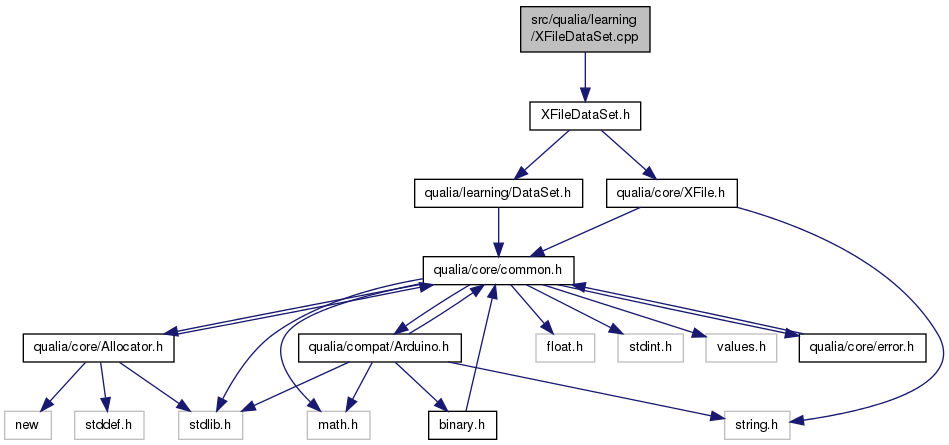 src/qualia/learning
/XFileDataSet.cpp
XFileDataSet.h
qualia/learning/DataSet.h
qualia/core/XFile.h
qualia/core/common.h
qualia/core/Allocator.h
qualia/compat/Arduino.h
float.h
stdint.h
values.h
qualia/core/error.h
new
stddef.h
stdlib.h
math.h
binary.h
string.h